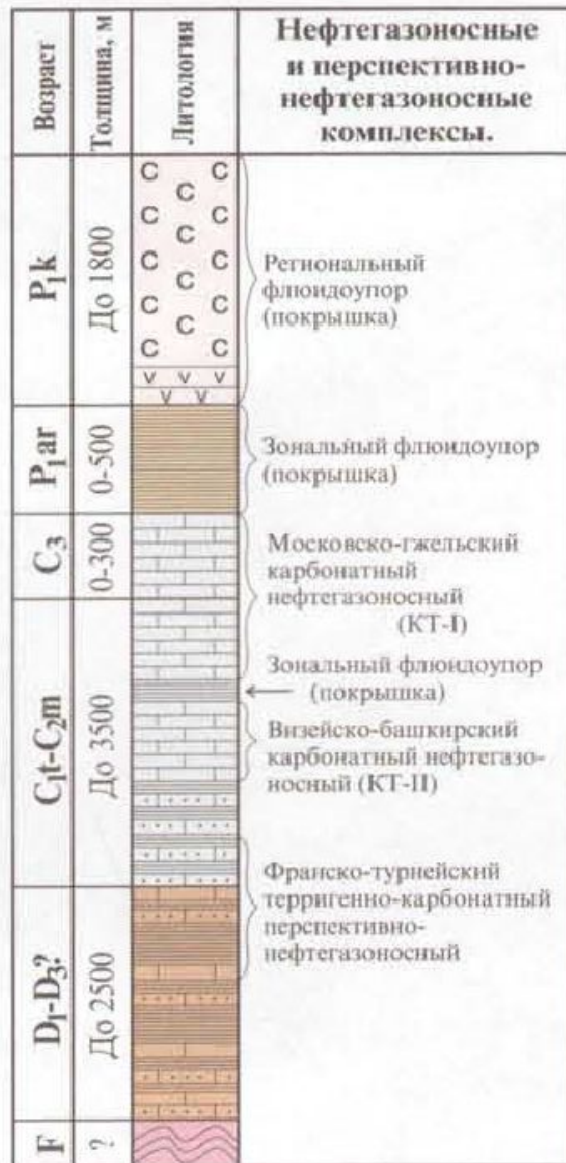 Возраст
Толщина, м
Литология
Нефтегазоносные
и перспективно-
нефтегазоносные
комплексы.
P₁k
До 1800
C C
C
C C
C
C C
C
C C
C
C C
v v v
v v
Региональный
флюидоупор
(покрышка)
P₁ar
0-500
Зональный флюидоупор
(покрышка)
C₃
0-300
Московско-гжельский
карбонатный
нефтегазоносный
(КТ-I)
C₁t-C₂m
До 3500
Зональный флюидоупор
(покрышка)
Визейско-башкирский
карбонатный нефтегазо-
носный (КТ-II)
Франско-турнейский
терригенно-карбонатный
перспективно-
нефтегазоносный
D₁-D₃?
До 2500
F
?